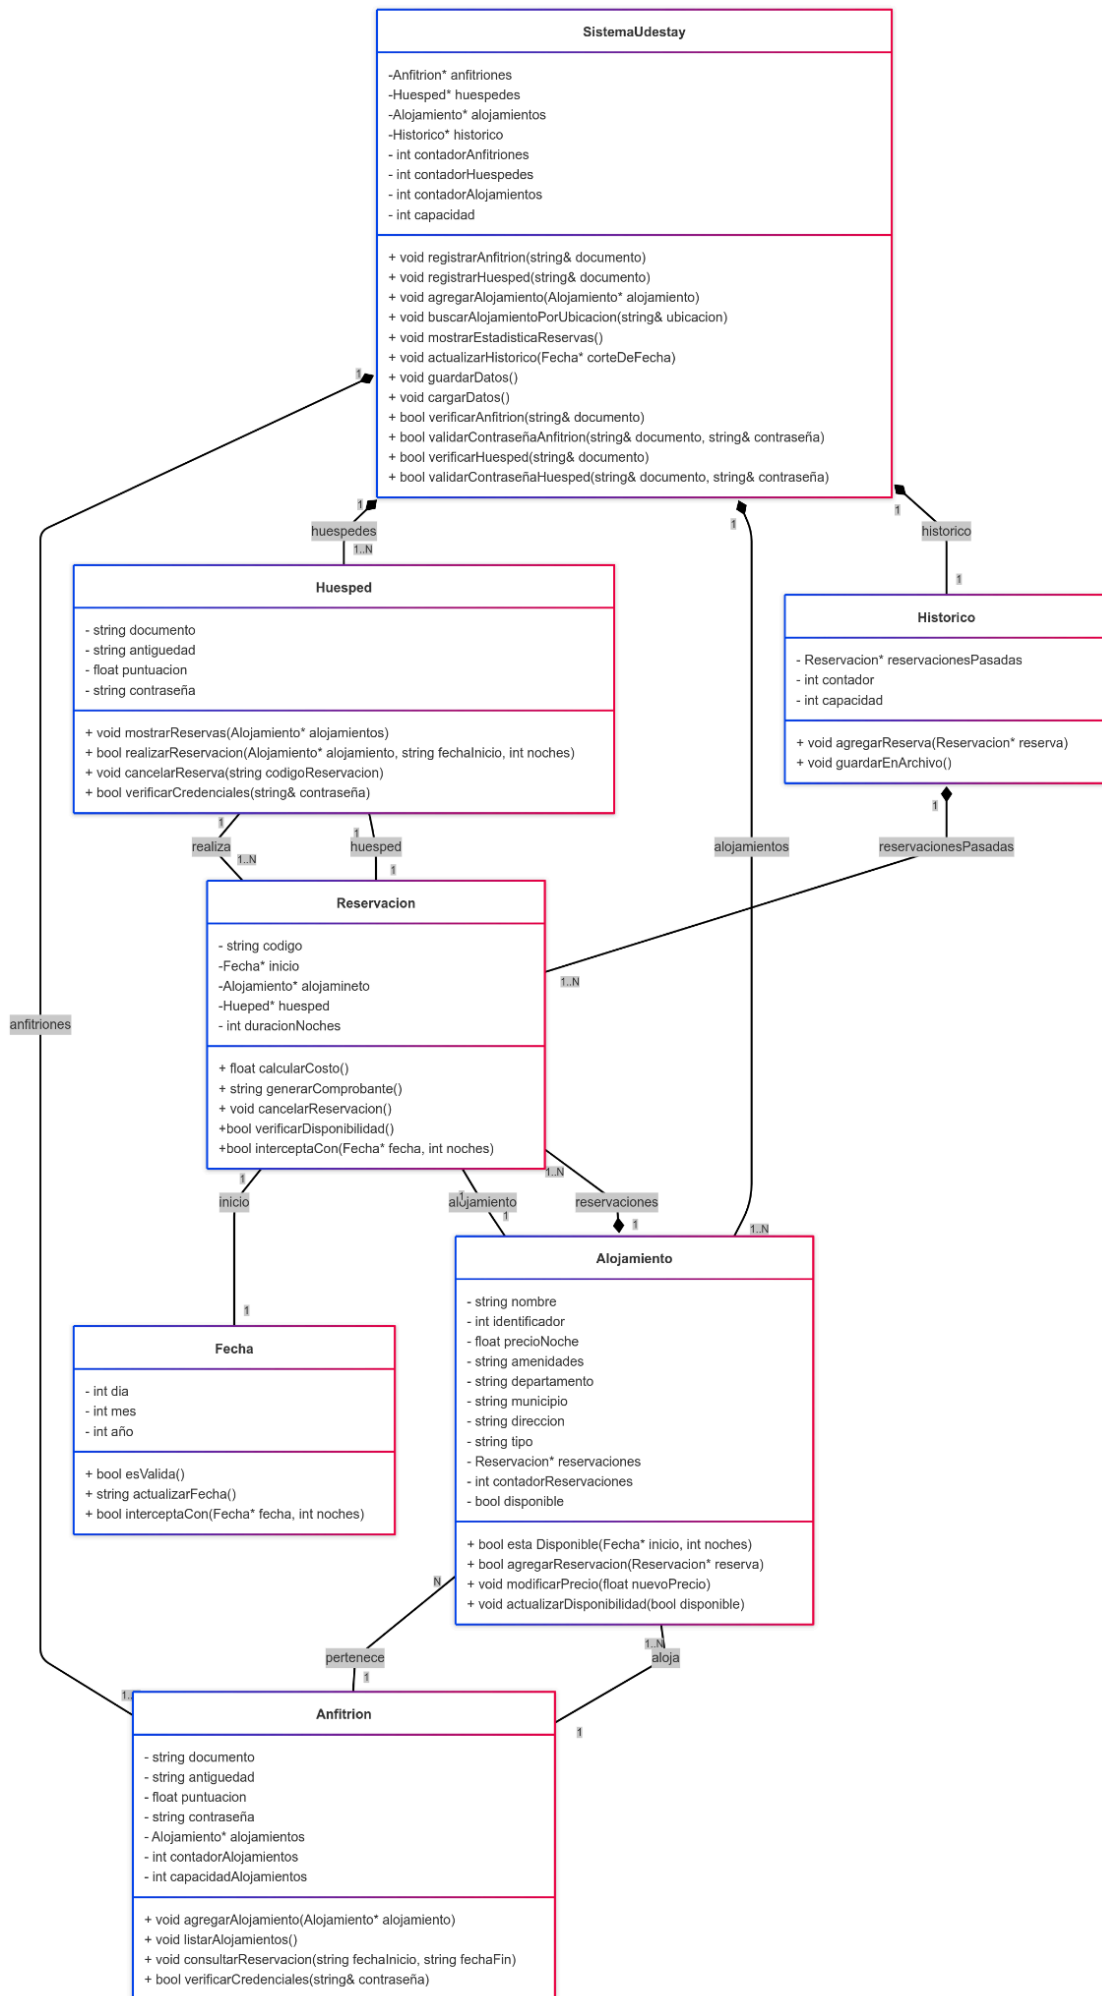 SistemaUdestay
-Anfitrion* anfitriones
-Huesped* huespedes
-Alojamiento* alojamientos
-Historico* historico
- int contadorAnfitriones
- int contadorHuespedes
- int contadorAlojamientos
- int capacidad
+ void registrarAnfitrion(string& documento)
+ void registrarHuesped(string& documento)
+ void agregarAlojamiento(Alojamiento* alojamiento)
+ void buscarAlojamientoPorUbicacion(string& ubicacion)
+ void mostrarEstadisticaReservas()
+ void actualizarHistorico(Fecha* corteDeFecha)
+ void guardarDatos()
+ void cargarDatos()
+ bool verificarAnfitrion(string& documento)
+ bool validarContraseñaAnfitrion(string& documento, string& contraseña)
+ bool verificarHuesped(string& documento)
+ bool validarContraseñaHuesped(string& documento, string& contraseña)
1
1
huespedes
1..N
1
1
historico
1
Huesped
- string documento
- string antiguedad
- float puntuacion
- string contraseña
+ void mostrarReservas(Alojamiento* alojamientos)
+ bool realizarReservacion(Alojamiento* alojamiento, string fechaInicio, int noches)
+ void cancelarReserva(string codigoReservacion)
+ bool verificarCredenciales(string& contraseña)
Historico
- Reservacion* reservacionesPasadas
- int contador
- int capacidad
+ void agregarReserva(Reservacion* reserva)
+ void guardarEnArchivo()
1
realiza
1..N
1
huesped
1
alojamientos
1
reservacionesPasadas
1..N
Reservacion
- string codigo
-Fecha* inicio
-Alojamiento* alojamineto
-Hueped* huesped
- int duracionNoches
+ float calcularCosto()
+ string generarComprobante()
+ void cancelarReservacion()
+bool verificarDisponibilidad()
+bool interceptaCon(Fecha* fecha, int noches)
anfitriones
1
inicio
1
1
alojamiento
1
1..N
reservaciones
1
1..N
Fecha
- int dia
- int mes
- int año
+ bool esValida()
+ string actualizarFecha()
+ bool interceptaCon(Fecha* fecha, int noches)
Alojamiento
- string nombre
- int identificador
- float precioNoche
- string amenidades
- string departamento
- string municipio
- string direccion
- string tipo
- Reservacion* reservaciones
- int contadorReservaciones
- bool disponible
+ bool esta Disponible(Fecha* inicio, int noches)
+ bool agregarReservacion(Reservacion* reserva)
+ void modificarPrecio(float nuevoPrecio)
+ void actualizarDisponibilidad(bool disponible)
N
pertenece
1
1..N
aloja
1
1..
Anfitrion
- string documento
- string antiguedad
- float puntuacion
- string contraseña
- Alojamiento* alojamientos
- int contadorAlojamientos
- int capacidadAlojamientos
+ void agregarAlojamiento(Alojamiento* alojamiento)
+ void listarAlojamientos()
+ void consultarReservacion(string fechaInicio, string fechaFin)
+ bool verificarCredenciales(string& contraseña)